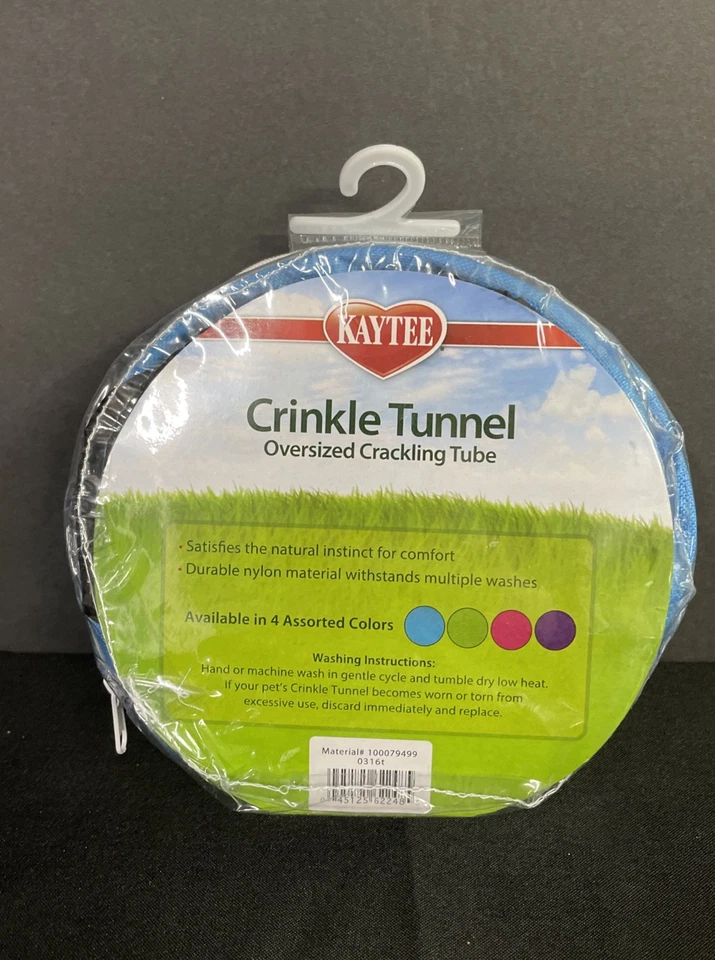 KAYTEE
Crinkle Tunnel
Oversized Crackling Tube
• Satisfies the natural instinct for comfort
• Durable nylon material withstands multiple washes
Available in 4 Assorted Colors
Washing Instructions:
Hand or machine wash in gentle cycle and tumble dry low heat.
If your pet's Crinkle Tunnel becomes worn or torn from
excessive use, discard immediately and replace.
Material# 100079499
0316t